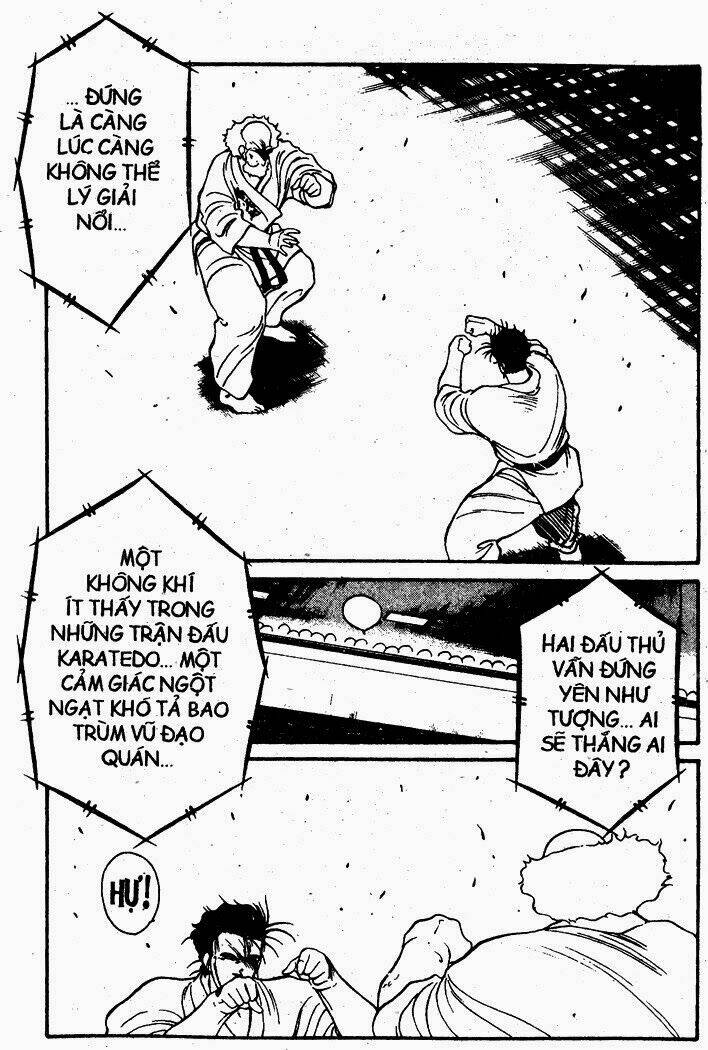 ... ĐÚNG
LÀ CÀNG
LÚC CÀNG
KHÔNG THỂ
LÝ GIẢI
NỔI...
MỘT
KHÔNG KHÍ
ÍT THẤY TRONG
NHỮNG TRẬN ĐẤU
KARATEDO... MỘT
CẢM GIÁC NGỘT
NGẠT KHÓ TẢ BAO
TRÙM VŨ ĐẠO
QUÁN...
HAI ĐẤU THỦ
VẪN ĐỨNG
YÊN NHƯ
TƯỢNG... AI
SẼ THẮNG AI
ĐÂY?
HỰ!